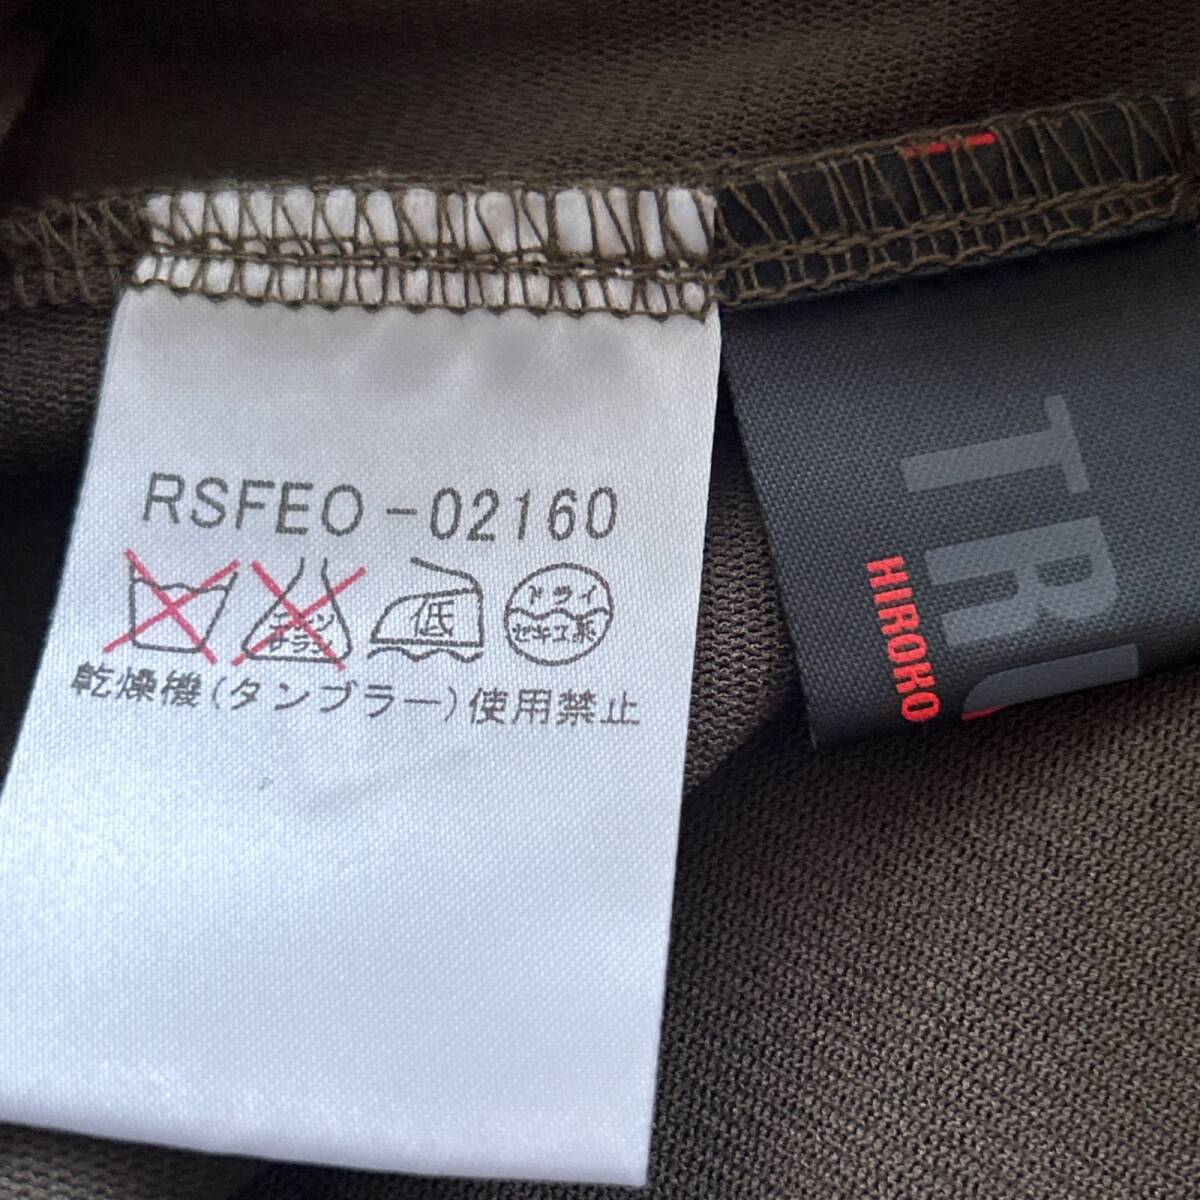 RSFEO-02160
エンソ
サラシ
低
ドライ
セキユ系
乾燥機(タンブラー)使用禁止
TRU
HIROKO